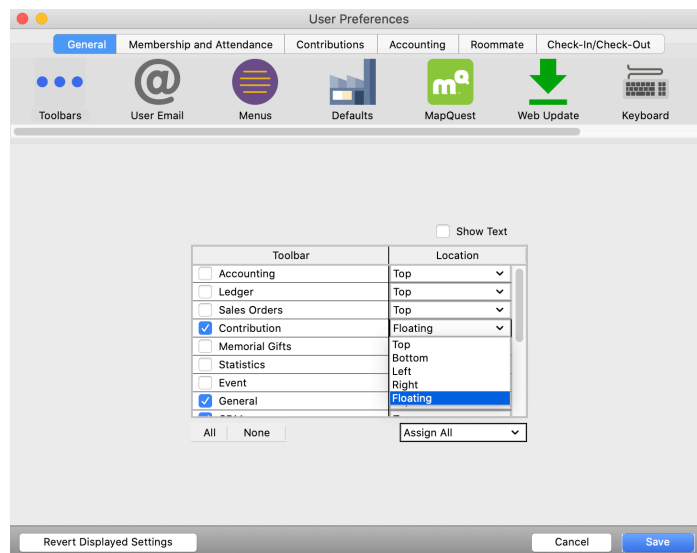 User Preferences
General Membership and Attendance Contributions Accounting Roommate Check-In/Check-Out
@ m
Toolbars User Email Menus Defaults MapQuest Web Update Keyboard
Show Text
Toolbar Location
Accounting Top
Ledger Top
Sales Orders Top
Contribution Floating
Memorial Gifts Top
Statistics Bottom
Event Left
General Right
Floating
All None Assign All
Revert Displayed Settings Cancel Save